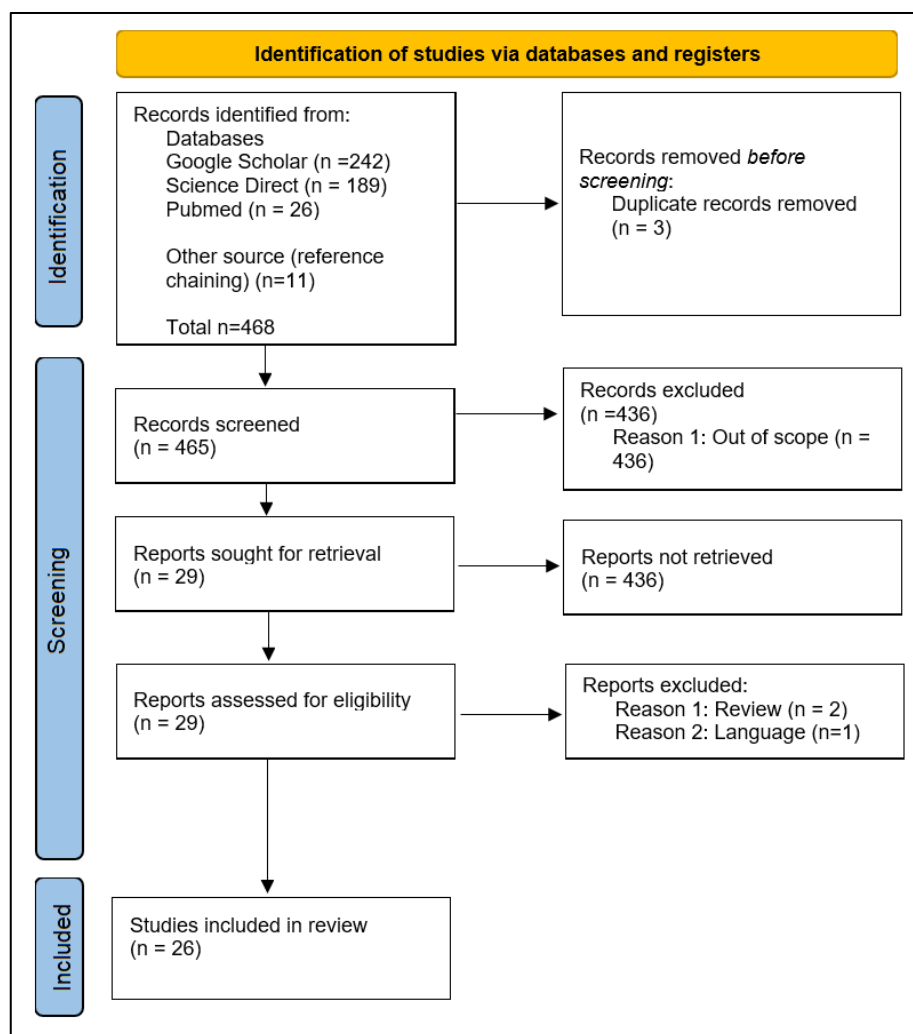 Identification of studies via databases and registers
Identification
Records identified from:
Databases
Google Scholar (n =242)
Science Direct (n = 189)
Pubmed (n = 26)
Other source (reference
chaining) (n=11)
Total n=468
Records removed before
screening:
Duplicate records removed
(n = 3)
Screening
Records screened
(n = 465)
Records excluded
(n =436)
Reason 1: Out of scope (n =
436)
Reports sought for retrieval
(n = 29)
Reports not retrieved
(n = 436)
Reports assessed for eligibility
(n = 29)
Reports excluded:
Reason 1: Review (n = 2)
Reason 2: Language (n=1)
Included
Studies included in review
(n = 26)